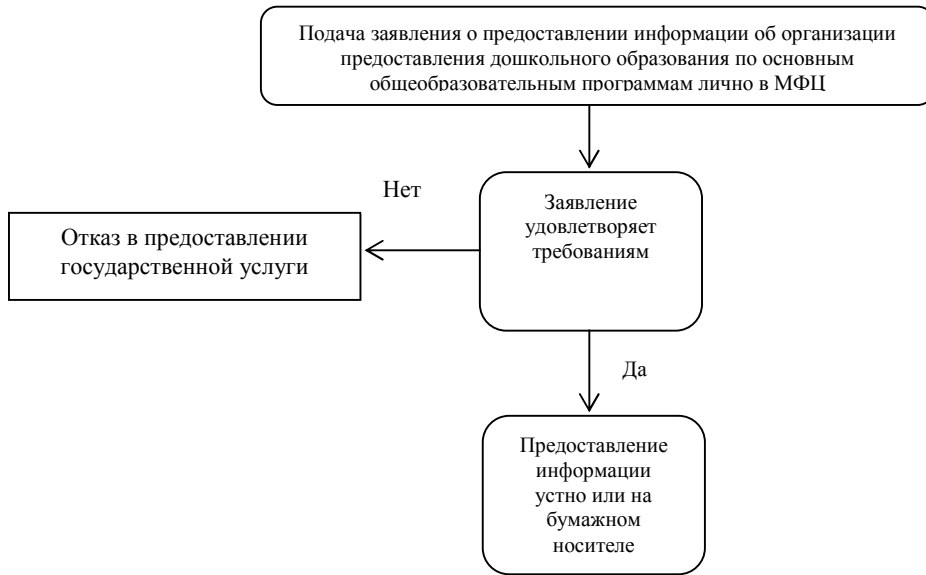 Подача заявления о предоставлении информации об организации
предоставления дошкольного образования по основным
общеобразовательным программам лично в МФЦ
Нет
Заявление
удовлетворяет
требованиям
Отказ в предоставлении
государственной услуги
Да
Предоставление
информации
устно или на
бумажном
носителе